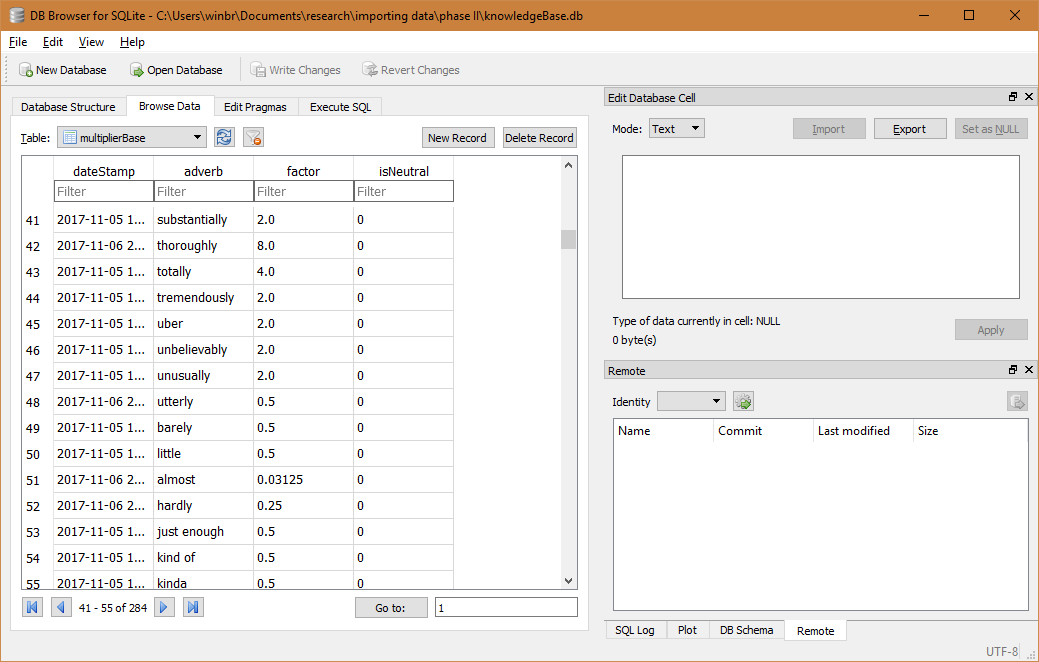 DB Browser for SQLite - C:\Users\winbr\Documents\research\importing data\phase II\knowledgeBase.db
File Edit View Help
New Database Open Database Write Changes Revert Changes
Database Structure Browse Data Edit Pragmas Execute SQL
Table: multiplierBase New Record Delete Record
dateStamp adverb factor isNeutral
Filter Filter Filter Filter
41 2017-11-05 1... substantially 2.0 0
42 2017-11-06 2... thoroughly 8.0 0
43 2017-11-05 1... totally 4.0 0
44 2017-11-05 1... tremendously 2.0 0
45 2017-11-05 1... uber 2.0 0
46 2017-11-05 1... unbelievably 2.0 0
47 2017-11-05 1... unusually 2.0 0
48 2017-11-06 2... utterly 0.5 0
49 2017-11-05 1... barely 0.5 0
50 2017-11-05 1... little 0.5 0
51 2017-11-06 2... almost 0.03125 0
52 2017-11-06 2... hardly 0.25 0
53 2017-11-05 1... just enough 0.5 0
54 2017-11-05 1... kind of 0.5 0
55 2017-11-05 1... kinda 0.5 0
41 - 55 of 284 Go to: 1
Edit Database Cell
Mode: Text Import Export Set as NULL
Type of data currently in cell: NULL
0 byte(s)
Apply
Remote
Identity
Name Commit Last modified Size
SQL Log Plot DB Schema Remote
UTF-8